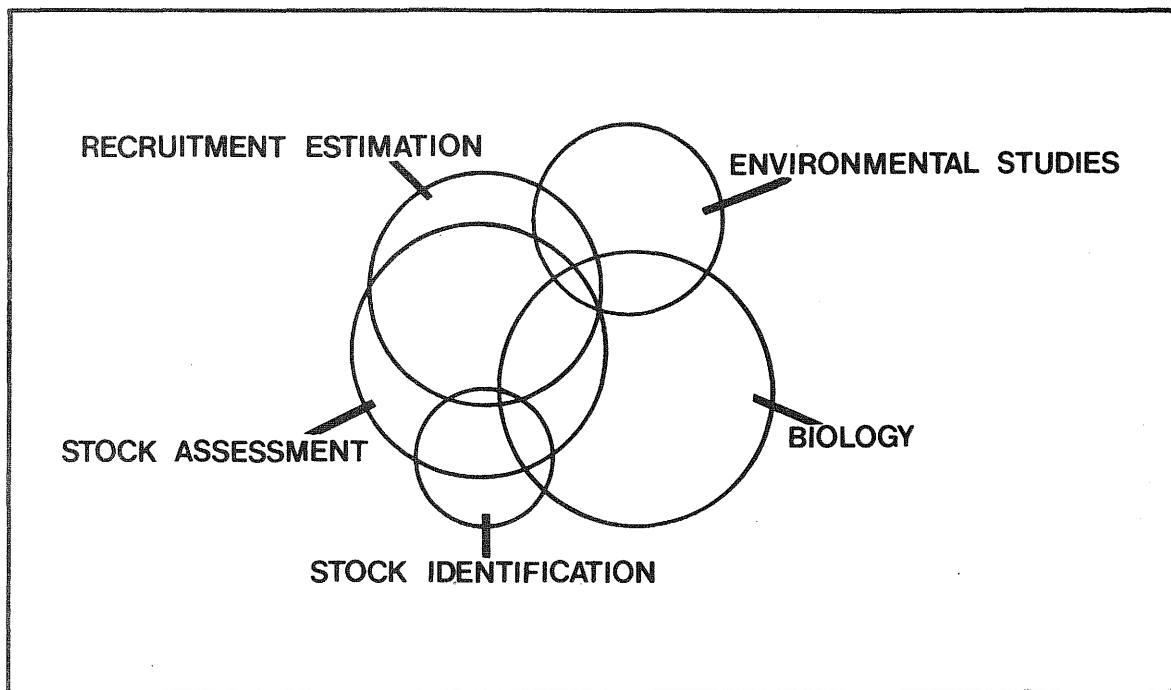 RECRUITMENT ESTIMATION
ENVIRONMENTAL STUDIES
STOCK ASSESSMENT
BIOLOGY
STOCK IDENTIFICATION